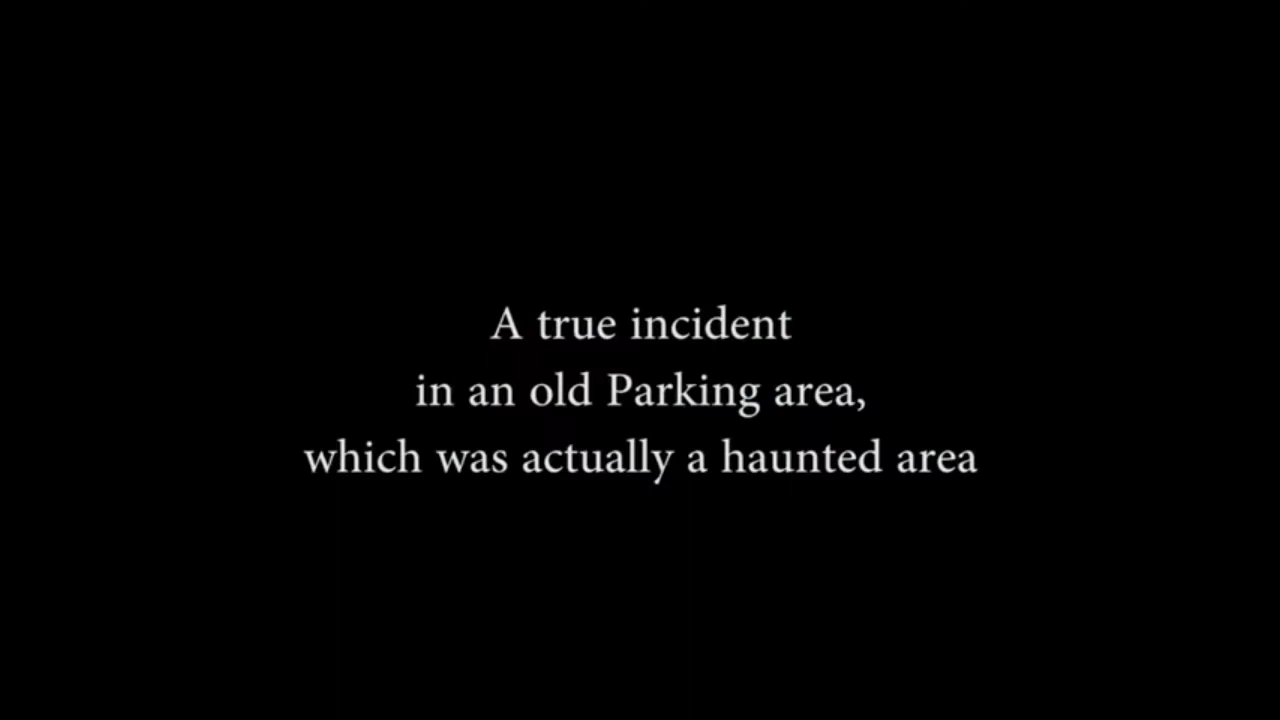 A true incident
in an old Parking area,
which was actually a haunted area